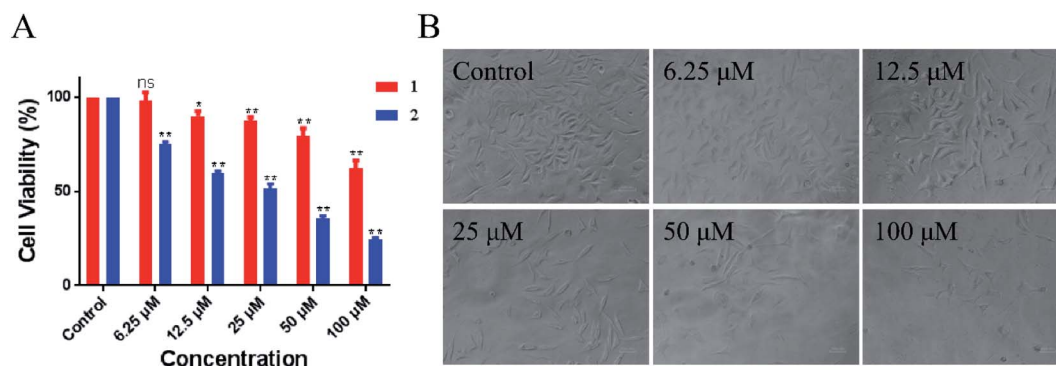 A
B
ns
*
**
**
**
**
**
**
**
**
1
2
100
50
0
Cell Viability (%)
Control
6.25 μM
12.5 μM
25 μM
50 μM
100 μM
Concentration
Control
6.25 μM
12.5 μM
25 μM
50 μM
100 μM